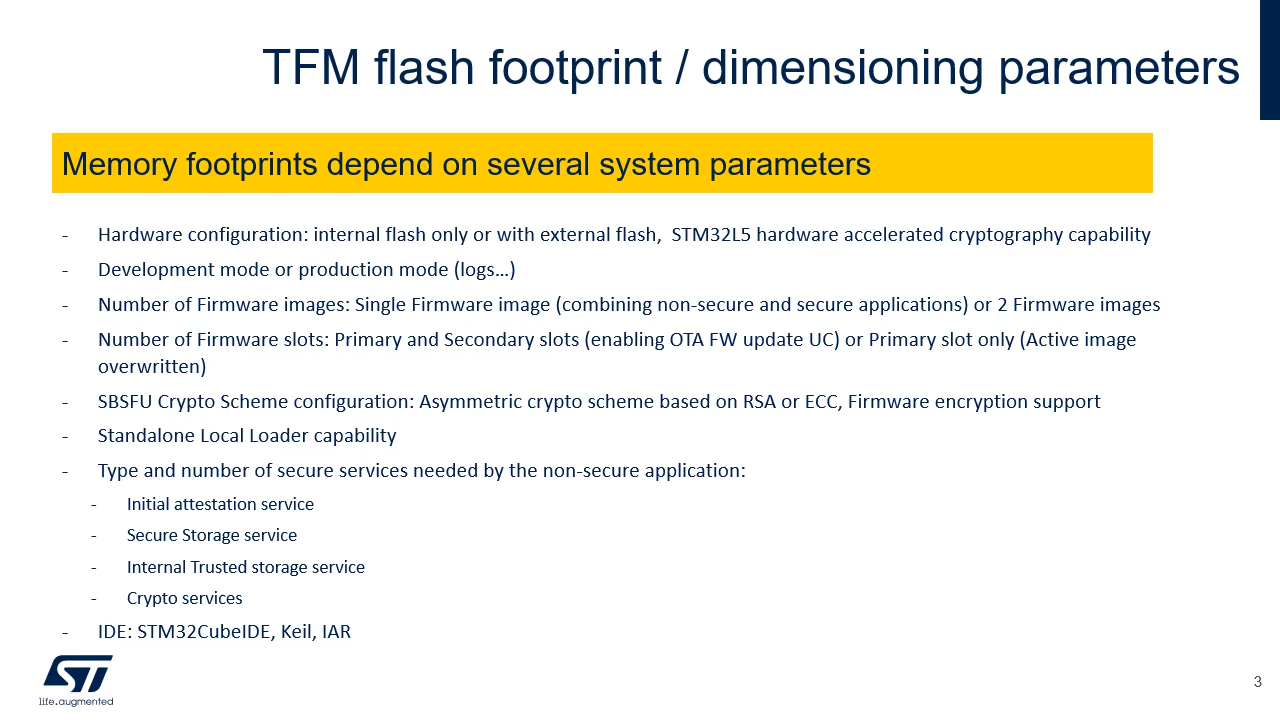 TFM flash footprint / dimensioning parameters
Memory footprints depend on several system parameters
- Hardware configuration: internal flash only or with external flash, STM32L5 hardware accelerated cryptography capability
- Development mode or production mode (logs…)
- Number of Firmware images: Single Firmware image (combining non-secure and secure applications) or 2 Firmware images
- Number of Firmware slots: Primary and Secondary slots (enabling OTA FW update UC) or Primary slot only (Active image
overwritten)
- SBSFU Crypto Scheme configuration: Asymmetric crypto scheme based on RSA or ECC, Firmware encryption support
- Standalone Local Loader capability
- Type and number of secure services needed by the non-secure application:
- Initial attestation service
- Secure Storage service
- Internal Trusted storage service
- Crypto services
- IDE: STM32CubeIDE, Keil, IAR
ST
life.augmented
3